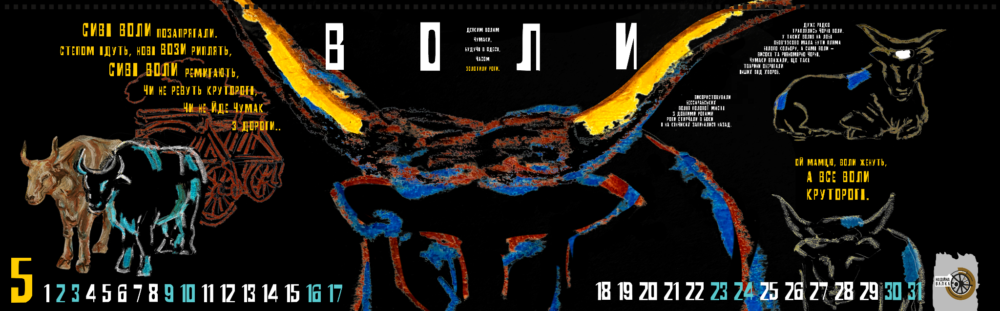 СИВІ ВОЛИ ПОЗАПРЯГАЛИ.
СТЕПОМ ІДУТЬ, НОВІ ВОЗИ РИПЛЯТЬ,
СИВІ ВОЛИ РЕМИГАЮТЬ,
ЧИ НЕ РЕВУТЬ КРУТОРОГІ,
ЧИ НЕ ЙДЕ ЧУМАК
З ДОРОГИ..
ВОЛИ
ДЕЯКИМ ВОЛАМ
ЧУМАКИ,
БУДУЧИ В ОДЕСІ,
ЧАСОМ
ЗОЛОТИЛИ РОГИ.
ДУЖЕ РІДКО
ТРАПЛЯЛИСЬ ЧОРНІ ВОЛИ.
У ТАКИХ ВОЛІВ НА ЛОБІ
ОБОВ'ЯЗКОВО МАЛА БУТИ ПЛЯМА
БІЛОГО КОЛЬОРУ, А САМІ ВОЛИ –
ВИСОКІ ТА РІВНОМІРНО ЧОРНІ.
ЧУМАКИ ВВАЖАЛИ, ЩО ТАКІ
ТВАРИНИ ОБЕРІГАЛИ
ІНШИХ ВІД ХВОРОБ.
ВИКОРИСТОВУВАЛИ
БЕССАРАБСЬКИХ
ВОЛІВ ПОЛОВОЇ МАСТІ
З ДОВГИМИ РОГАМИ
РОГИ СТИРЧАЛИ В БОКИ
І НА КІНЧИКАХ ЗАГИНАЛИСЯ НАЗАД.
ОЙ МАМЦЮ, ВОЛИ ЖЕНУТЬ,
А ВСЕ ВОЛИ
КРУТОРОГІ.
5
1 2 3 4 5 6 7 8 9 10 11 12 13 14 15 16 17
18 19 20 21 22 23 24 25 26 27 28 29 30 31
НАДІЙНА
ВАЛКА